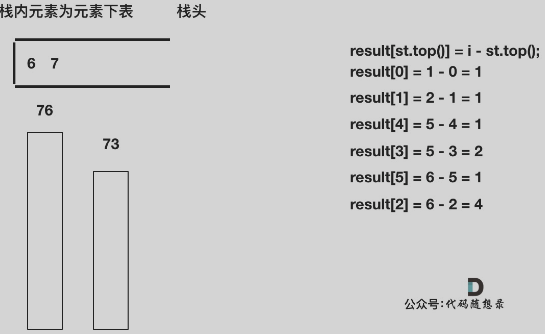 栈内元素为元素下表 栈头
6 7
76
73
result[st.top()] = i - st.top();
result[0] = 1 - 0 = 1
result[1] = 2 - 1 = 1
result[4] = 5 - 4 = 1
result[3] = 5 - 3 = 2
result[5] = 6 - 5 = 1
result[2] = 6 - 2 = 4
公众号:代码随想录